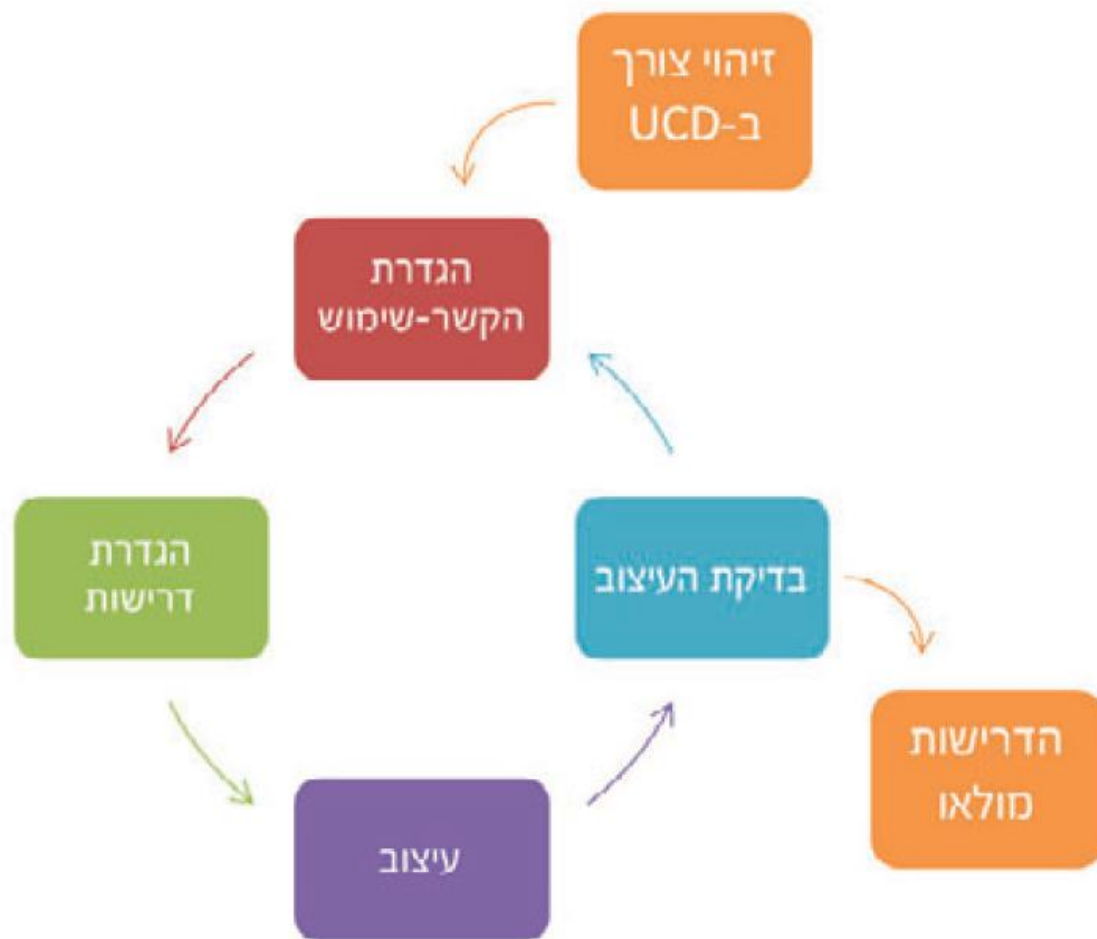 זיהוי צורך
ב-UCD
הגדרת
הקשר-שימוש
הגדרת
דרישות
עיצוב
בדיקת העיצוב
הדרישות
מולאו